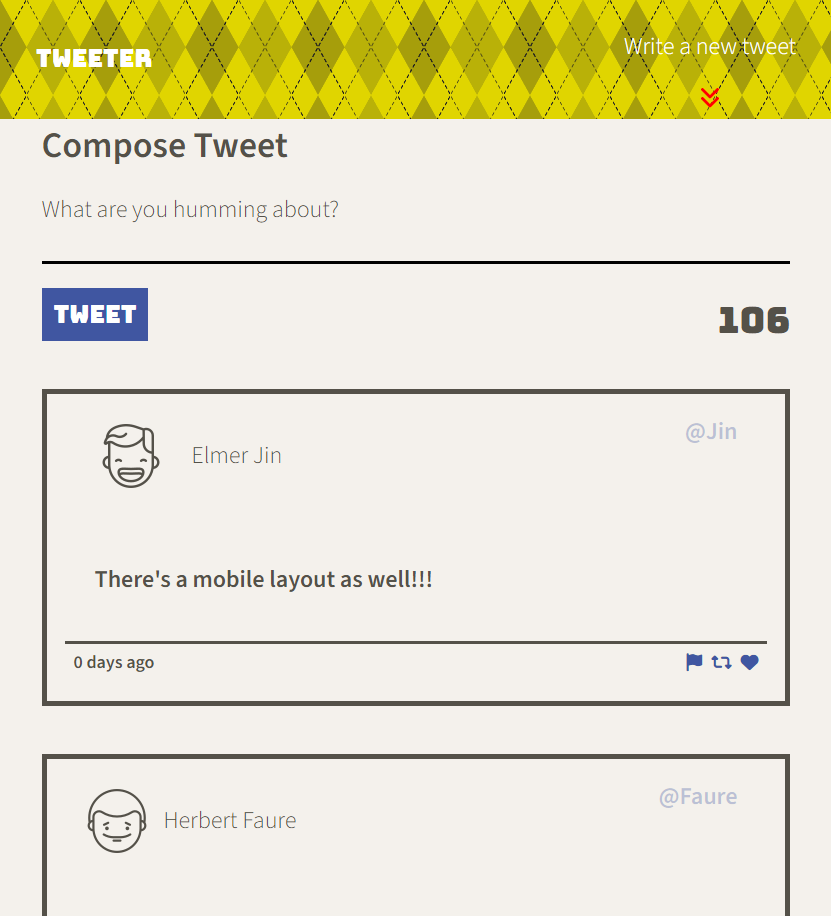 TWEETER
Write a new tweet
Compose Tweet
What are you humming about?
TWEET
106
Elmer Jin
@Jin
There's a mobile layout as well!!!
0 days ago
Herbert Faure
@Faure